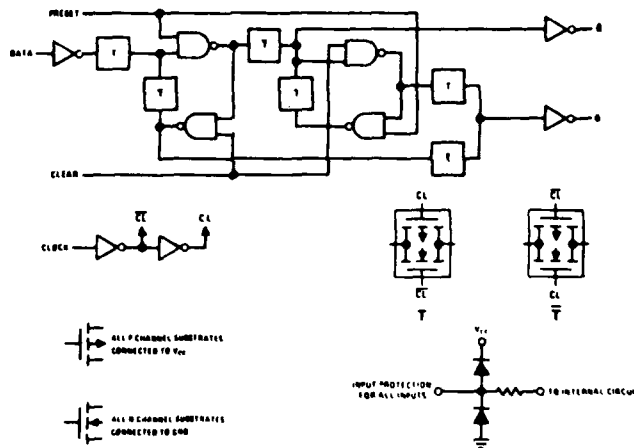 PRESET
DATA
T
T
T
T
T
T
CLEAR
CLOCK
CL
CL
CL
CL
CL
CL
T
T
ALL P CHANNEL SUBSTRATES
CONNECTED TO VCC
ALL N CHANNEL SUBSTRATES
CONNECTED TO GND
VCC
INPUT PROTECTION
FOR ALL INPUTS
TO INTERNAL CIRCUI